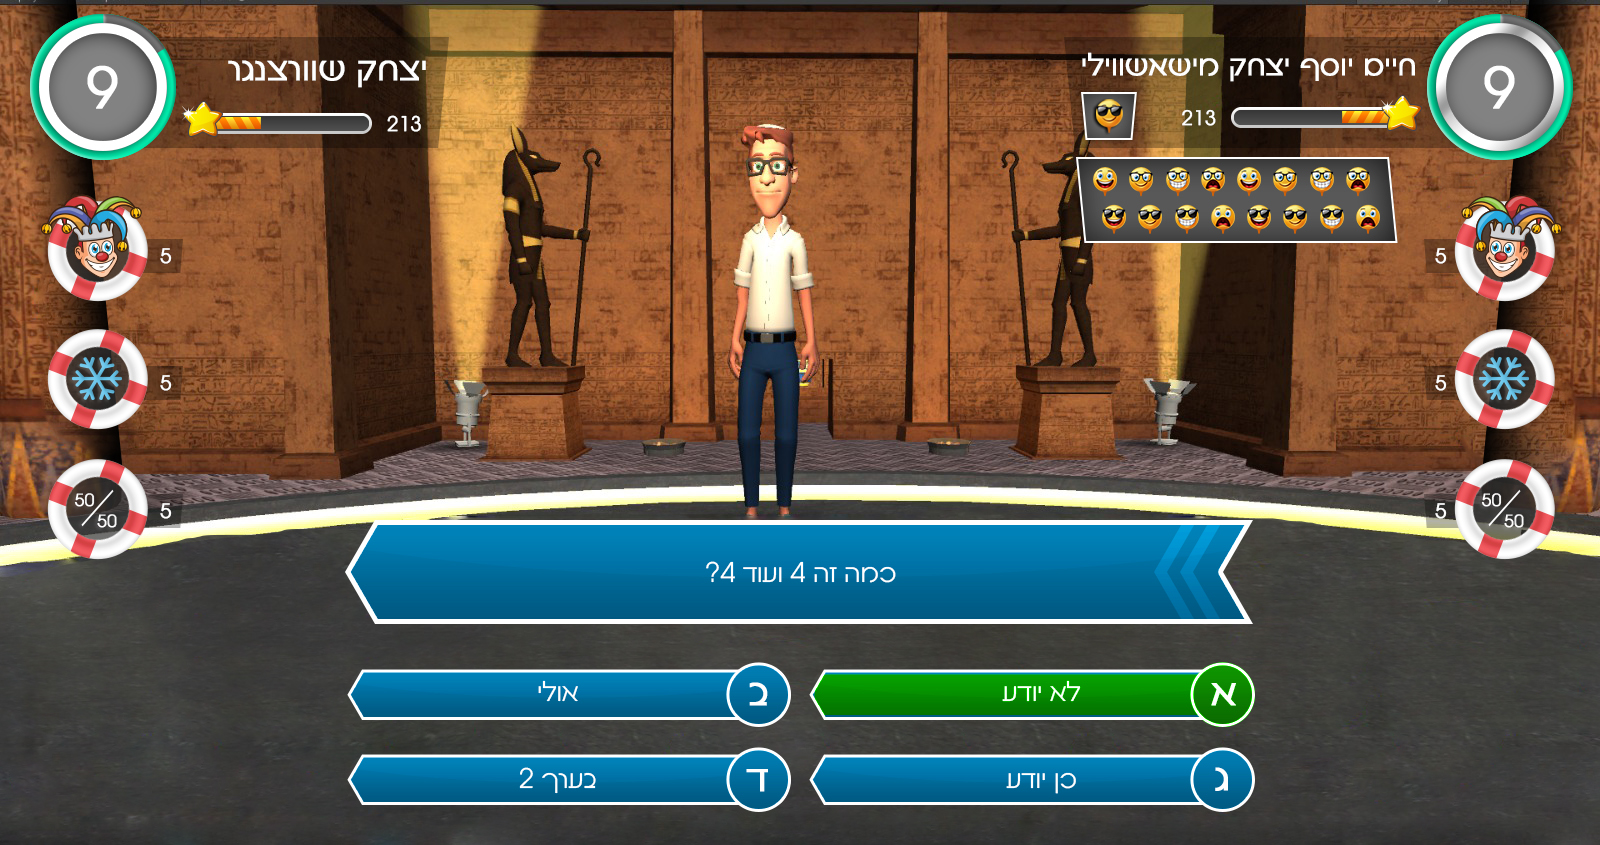 חיים יוסף יצחק מישאשווילי
9
213
יצחק שוורצנגר
9
213
5
5
50/50
5
5
5
50/50
5
כמה זה 4 ועוד 4?
א
לא יודע
ב
אולי
ג
כן יודע
ד
בערך 2